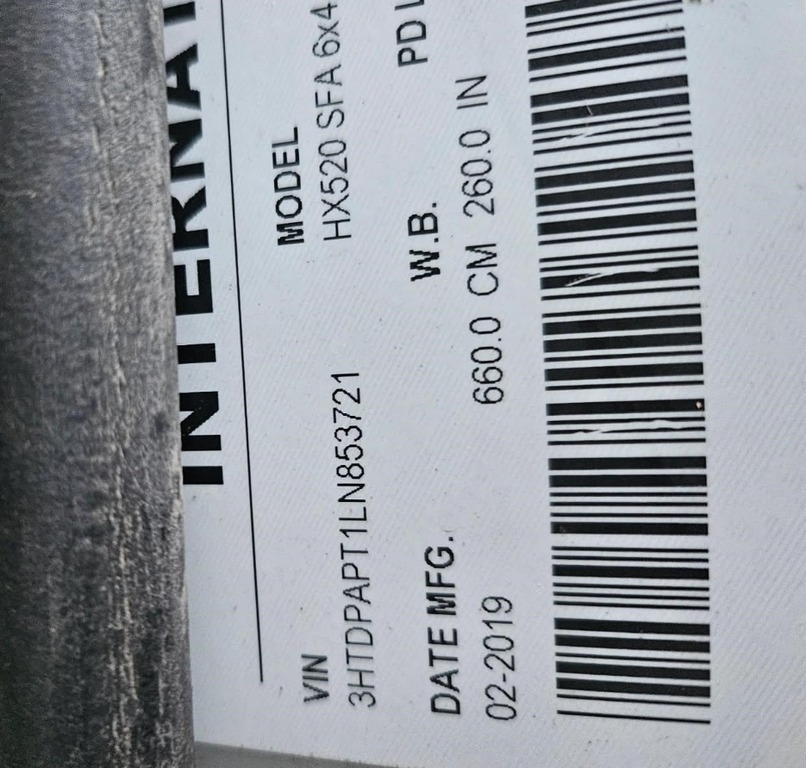 INTERNAT
VIN MODEL
3HTDPAPT1LN853721 HX520 SFA 6x4
DATE MFG. W.B. PD
02-2019 660.0 CM 260.0 IN